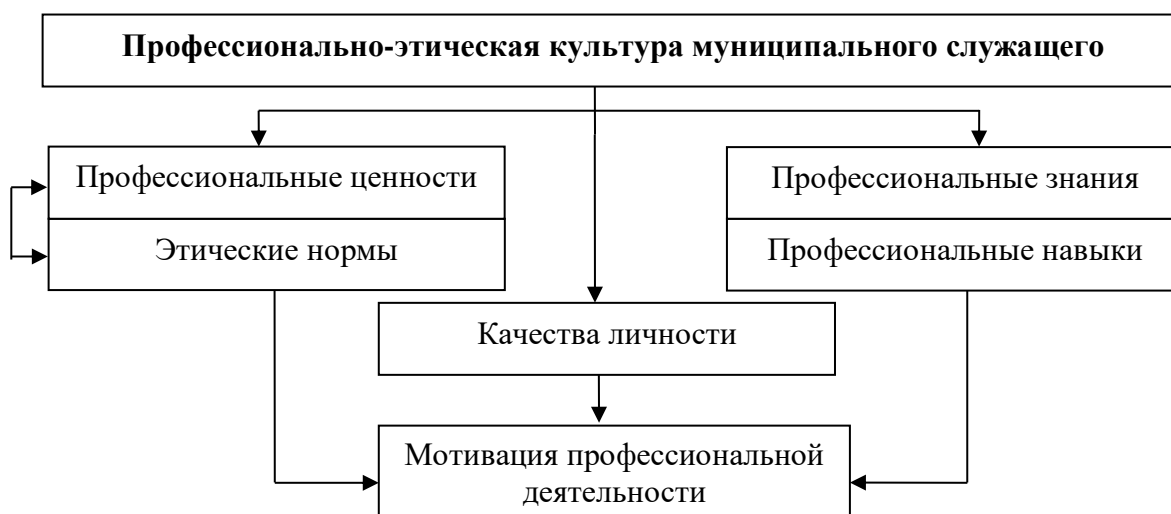 Профессионально-этическая культура муниципального служащего
Профессиональные ценности
Профессиональные знания
Этические нормы
Профессиональные навыки
Качества личности
Мотивация профессиональной
деятельности